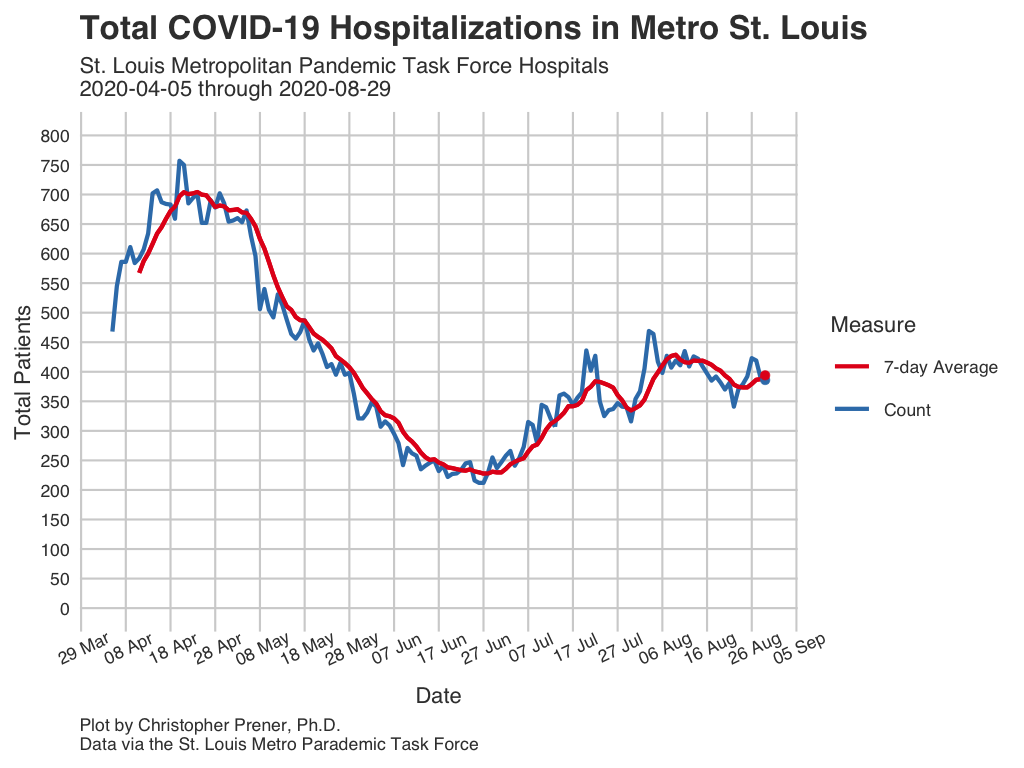 Total COVID-19 Hospitalizations in Metro St. Louis
St. Louis Metropolitan Pandemic Task Force Hospitals
2020-04-05 through 2020-08-29
Total Patients
800
750
700
650
600
550
500
450
400
350
300
250
200
150
100
50
0
29 Mar
08 Apr
18 Apr
28 Apr
08 May
18 May
28 May
07 Jun
17 Jun
27 Jun
07 Jul
17 Jul
27 Jul
06 Aug
16 Aug
26 Aug
05 Sep
Date
Measure
7-day Average
Count
Plot by Christopher Prener, Ph.D.
Data via the St. Louis Metro Parademic Task Force